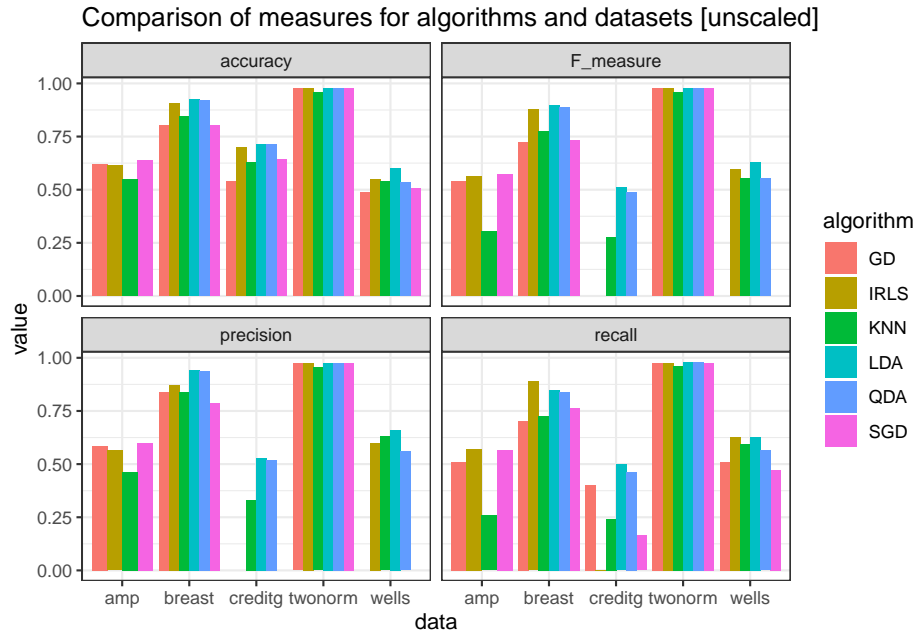 Comparison of measures for algorithms and datasets [unscaled]
accuracy
F_measure
1.00
0.75
0.50
0.25
0.00
precision
recall
1.00
0.75
0.50
0.25
0.00
amp breast creditg twonorm wells
amp breast creditg twonorm wells
data
value
algorithm
GD
IRLS
KNN
LDA
QDA
SGD